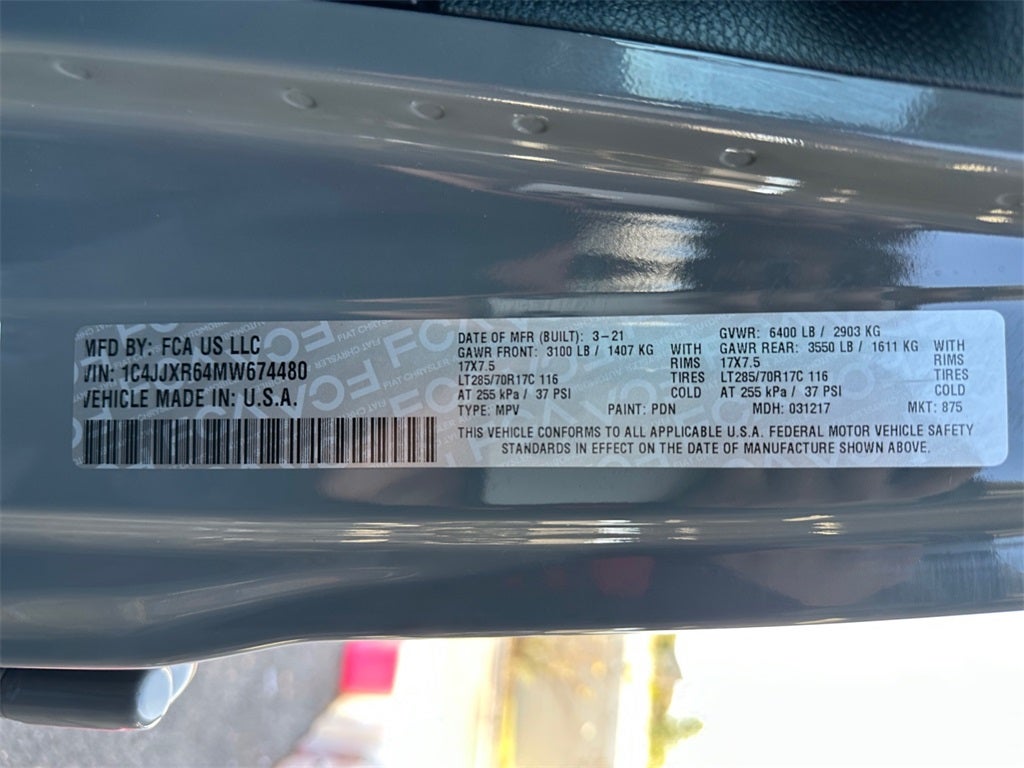 MFD BY: FCA US LLC
VIN: 1C4JJXR64MW674480
VEHICLE MADE IN: U.S.A.
DATE OF MFR (BUILT): 3-21
GAWR FRONT: 3100 LB / 1407 KG WITH
17X7.5 RIMS
LT285/70R17C 116 TIRES
AT 255 kPa / 37 PSI COLD
TYPE: MPV PAINT: PDN
GVWR: 6400 LB / 2903 KG
GAWR REAR: 3550 LB / 1611 KG WITH
17X7.5 RIMS
LT285/70R17C 116 TIRES
AT 255 kPa / 37 PSI COLD
MDH: 031217 MKT: 875
THIS VEHICLE CONFORMS TO ALL APPLICABLE U.S.A. FEDERAL MOTOR VEHICLE SAFETY
STANDARDS IN EFFECT ON THE DATE OF MANUFACTURE SHOWN ABOVE.